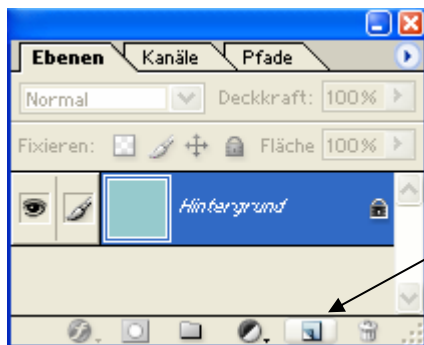 Ebenen Kanäle Pfade
Normal Deckkraft: 100%
Fixieren: Fläche 100%
Hintergrund